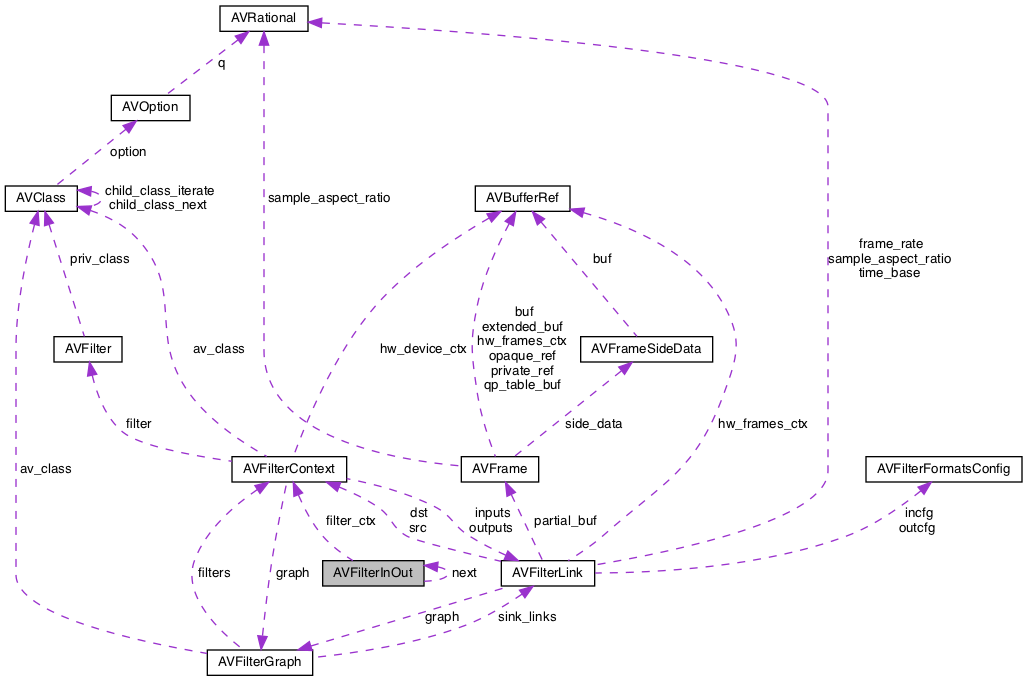 AVRational
q
AVOption
option
AVClass
child_class_iterate
child_class_next
sample_aspect_ratio
AVBufferRef
frame_rate
sample_aspect_ratio
time_base
priv_class
buf
AVFilter
av_class
hw_device_ctx
buf
extended_buf
hw_frames_ctx
opaque_ref
private_ref
qp_table_buf
AVFrameSideData
filter
side_data
hw_frames_ctx
av_class
AVFilterContext
AVFrame
AVFilterFormatsConfig
filter_ctx
dst
src
inputs
outputs
partial_buf
incfg
outcfg
filters
graph
AVFilterInOut
next
AVFilterLink
graph
sink_links
AVFilterGraph